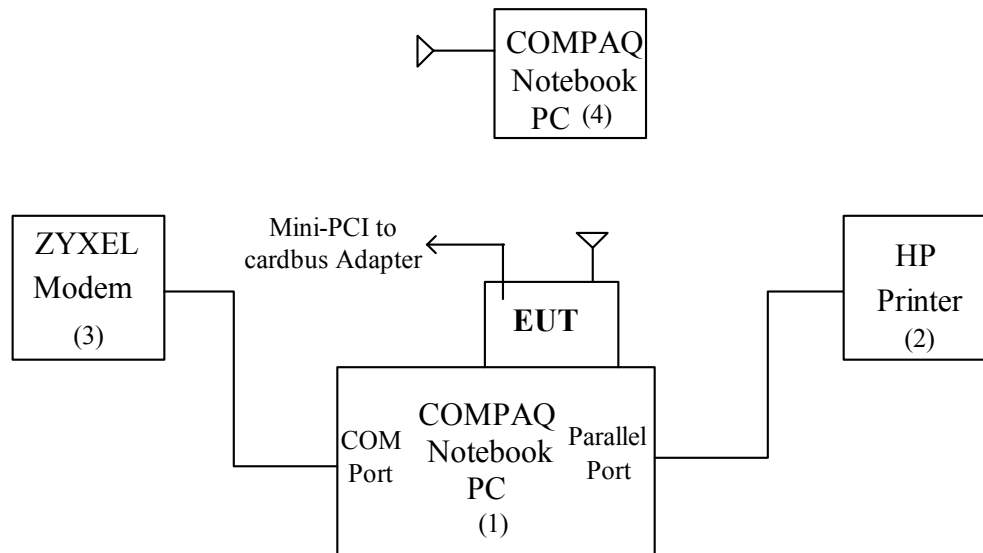 COMPAQ
Notebook
PC (4)
ZYXEL
Modem
(3)
Mini-PCI to
cardbus Adapter
EUT
HP
Printer
(2)
COM
Port
COMPAQ
Notebook
PC
(1)
Parallel
Port